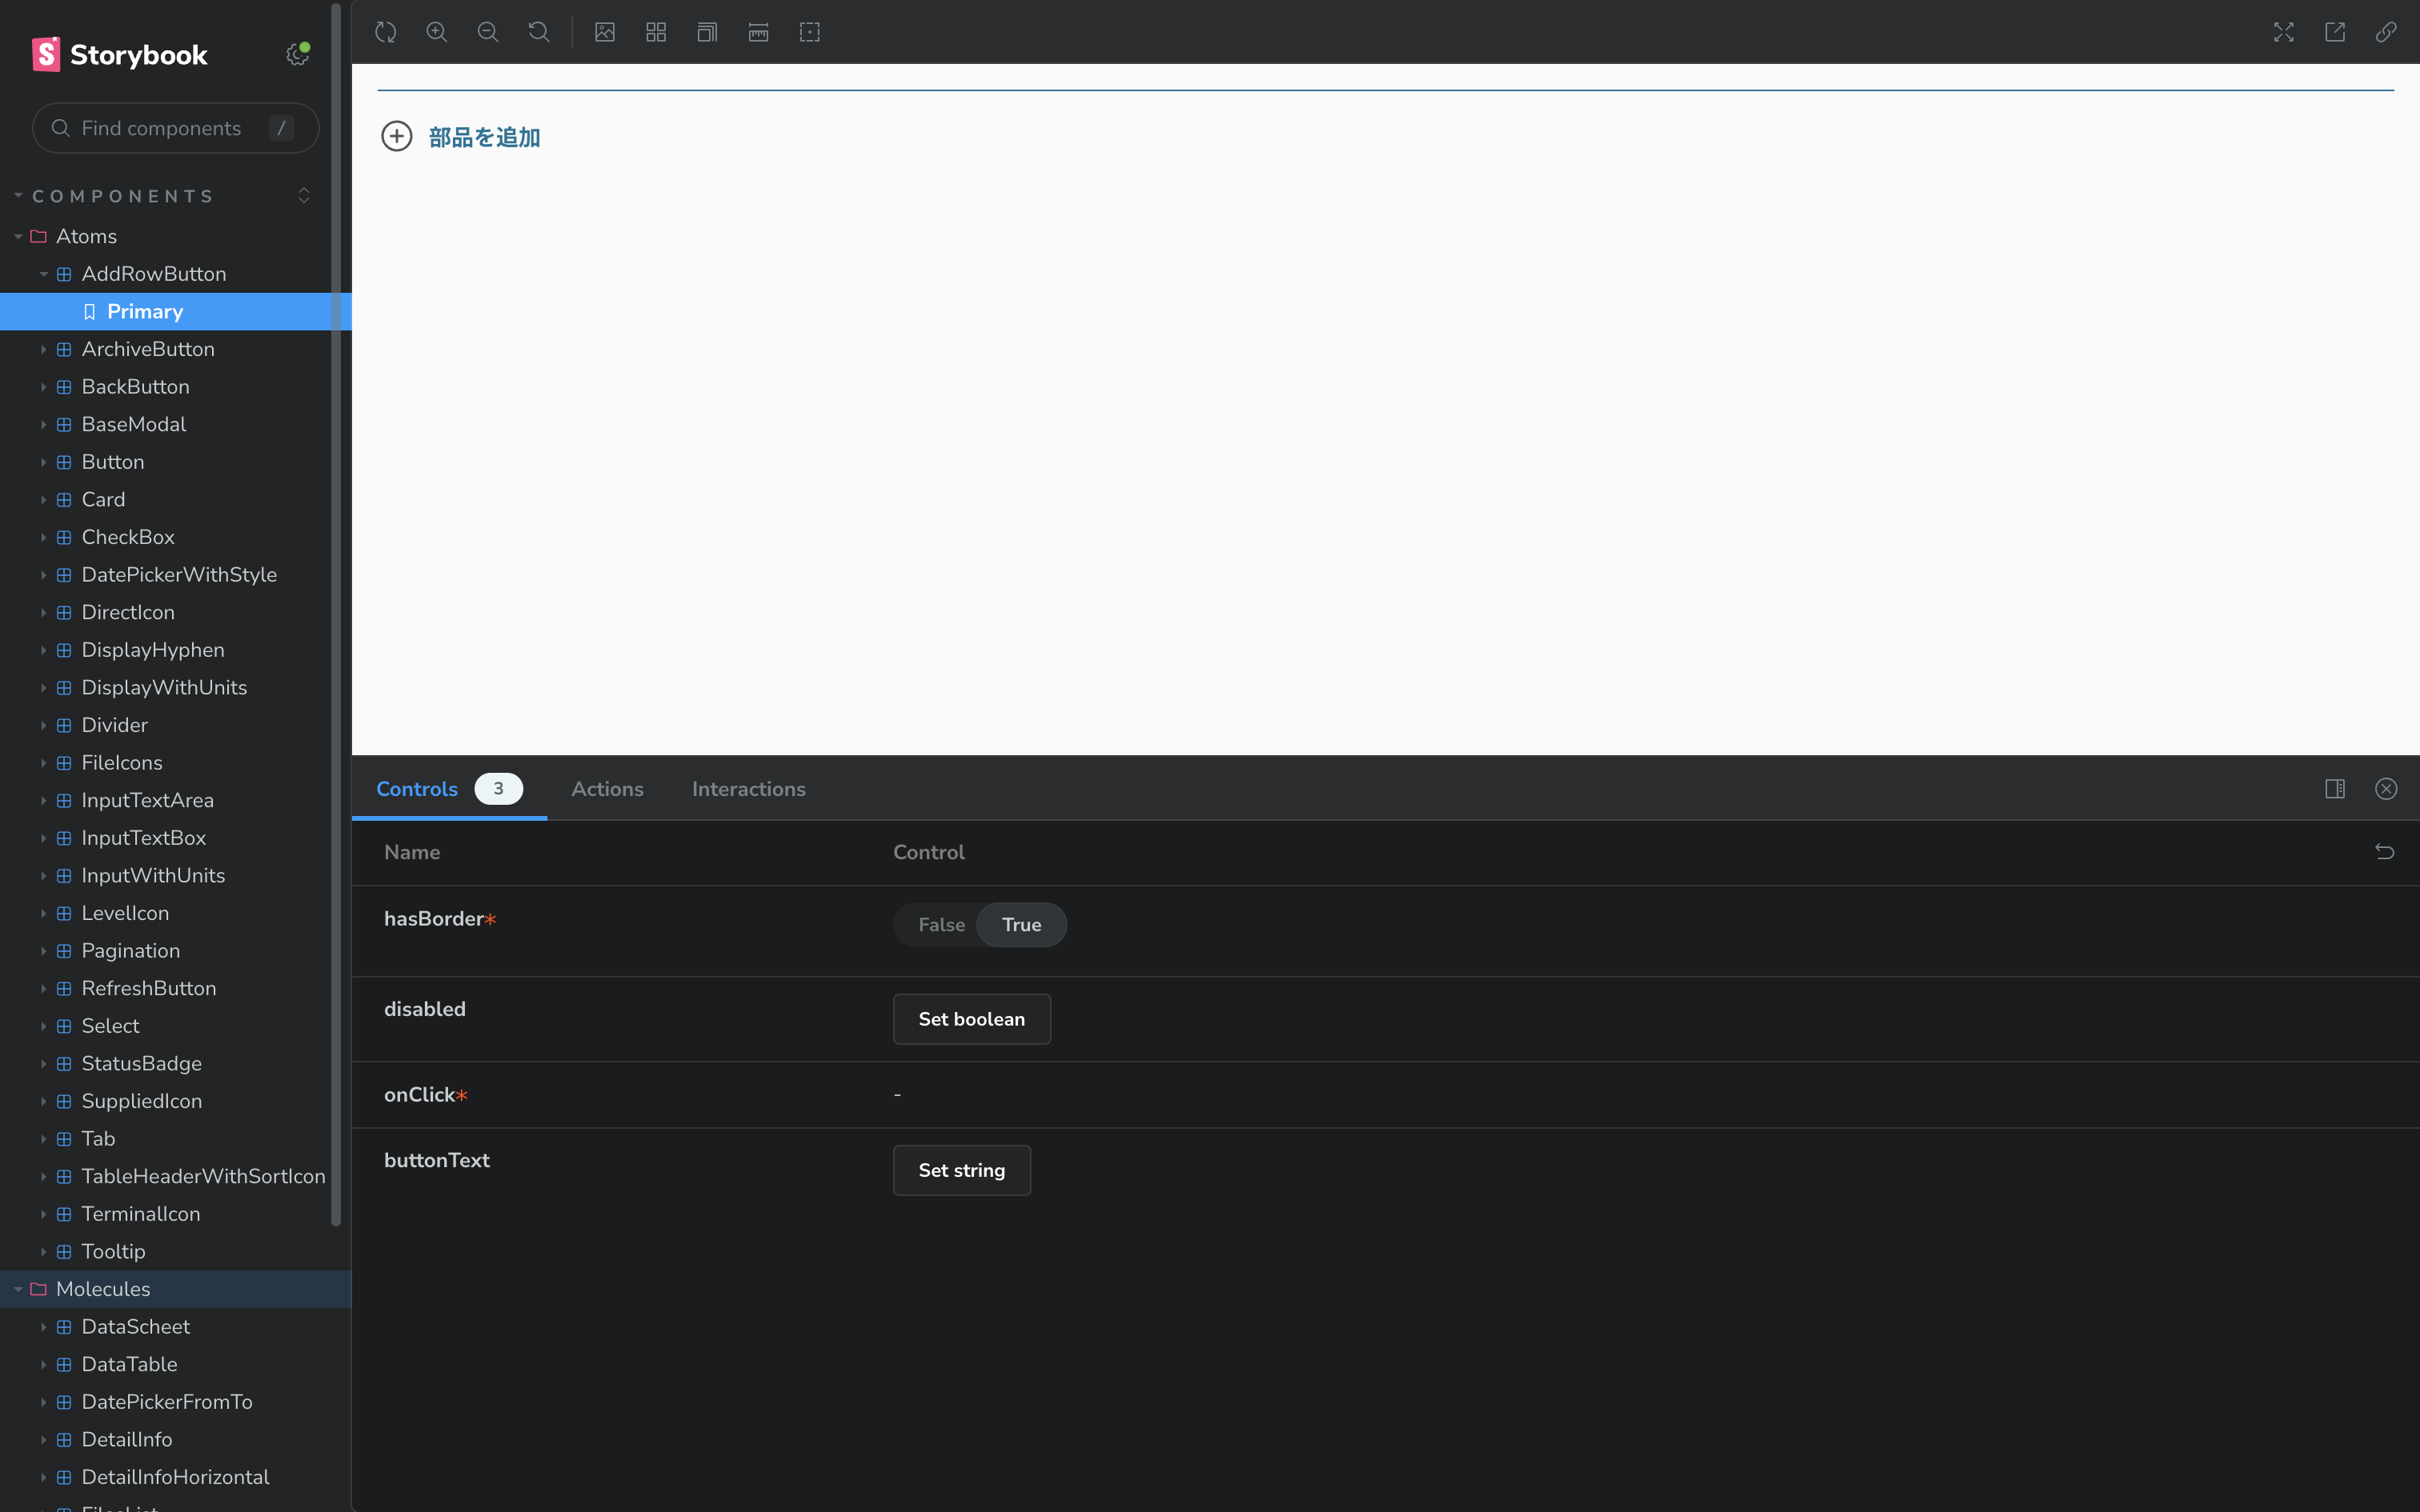 Storybook
Find components /
COMPONENTS
Atoms
AddRowButton
Primary
ArchiveButton
BackButton
BaseModal
Button
Card
CheckBox
DatePickerWithStyle
DirectIcon
DisplayHyphen
DisplayWithUnits
Divider
FileIcons
InputTextArea
InputTextBox
InputWithUnits
LevelIcon
Pagination
RefreshButton
Select
StatusBadge
SuppliedIcon
Tab
TableHeaderWithSortIcon
TerminalIcon
Tooltip
Molecules
DataScheet
DataTable
DatePickerFromTo
DetailInfo
DetailInfoHorizontal
部品を追加
Controls 3 Actions Interactions
Name Control
hasBorder* False True
disabled Set boolean
onClick* -
buttonText Set string